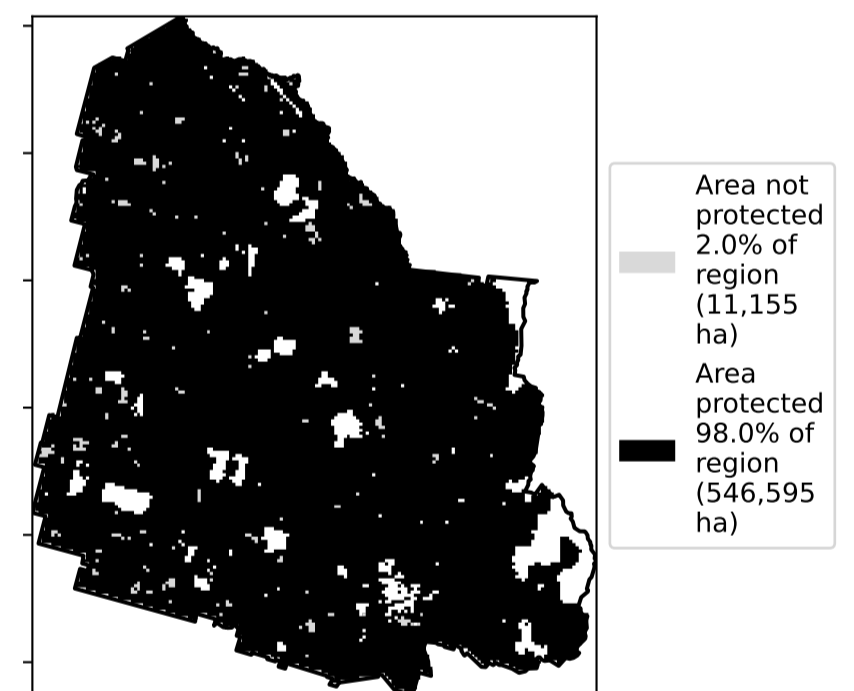 Area not
protected
2.0% of
region
(11,155
ha)
Area
protected
98.0% of
region
(546,595
ha)